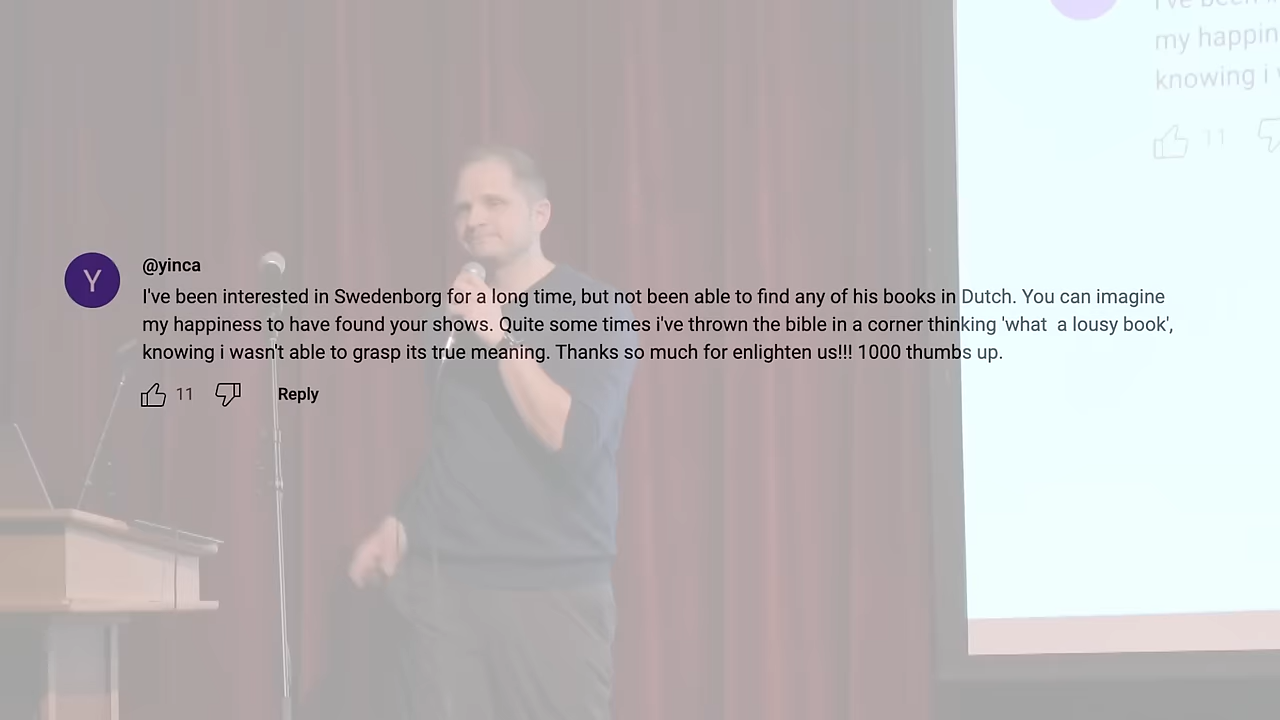 I've been in
my happin
knowing i w
11
Y
@yinca
I've been interested in Swedenborg for a long time, but not been able to find any of his books in Dutch. You can imagine
my happiness to have found your shows. Quite some times i've thrown the bible in a corner thinking 'what  a lousy book',
knowing i wasn't able to grasp its true meaning. Thanks so much for enlighten us!!! 1000 thumbs up.
11 Reply